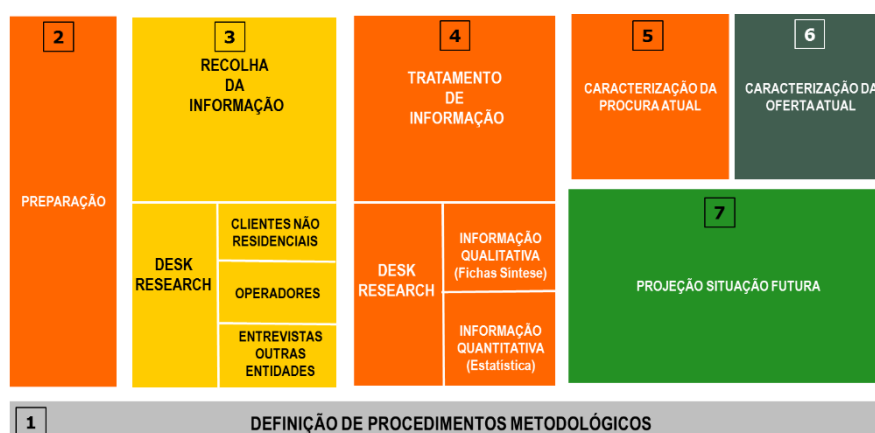 2
PREPARAÇÃO
3
RECOLHA
DA
INFORMAÇÃO
DESK
RESEARCH
CLIENTES NÃO
RESIDENCIAIS
OPERADORES
ENTREVISTAS
OUTRAS
ENTIDADES
4
TRATAMENTO
DE
INFORMAÇÃO
DESK
RESEARCH
INFORMAÇÃO
QUALITATIVA
(Fichas Síntese)
INFORMAÇÃO
QUANTITATIVA
(Estatística)
5
CARACTERIZAÇÃO DA
PROCURA ATUAL
6
CARACTERIZAÇÃO DA
OFERTA ATUAL
7
PROJEÇÃO SITUAÇÃO FUTURA
1
DEFINIÇÃO DE PROCEDIMENTOS METODOLÓGICOS